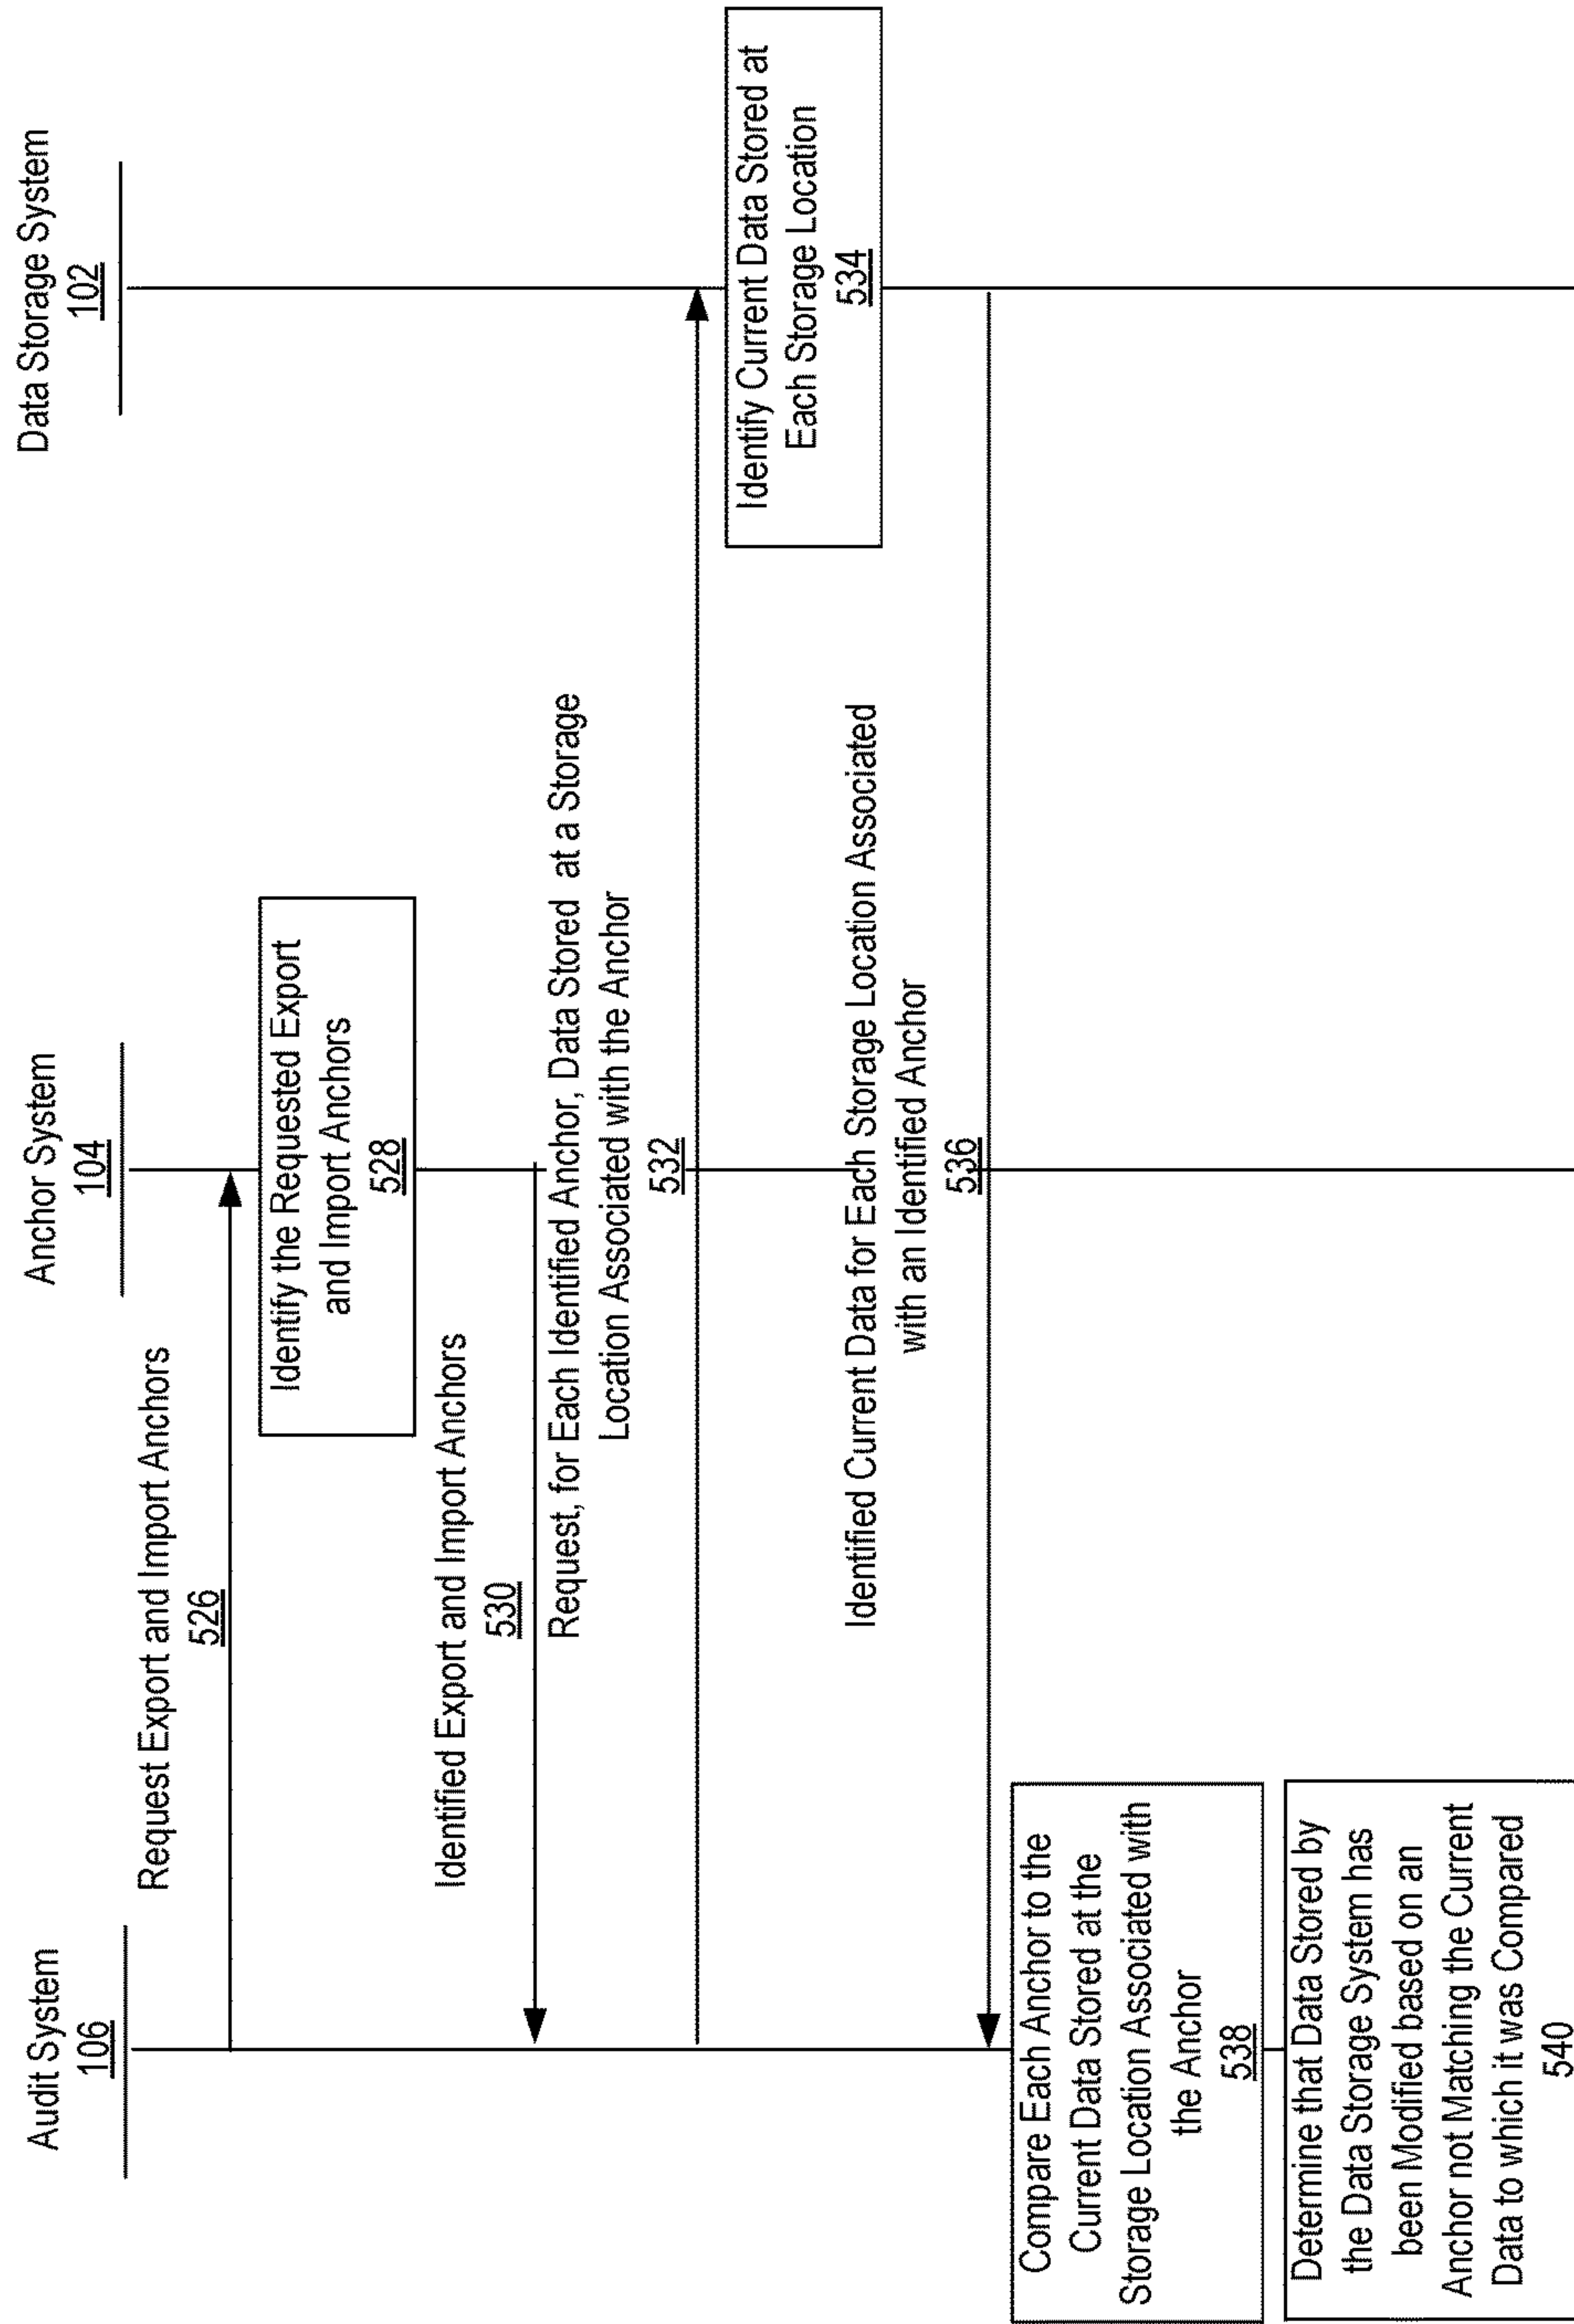 Audit System
106
Anchor System
104
Data Storage System
102
Request Export and Import Anchors
526
Identify the Requested Export
and Import Anchors
528
Identified Export and Import Anchors
530
Request, for Each Identified Anchor, Data Stored at a Storage
Location Associated with the Anchor
532
Identify Current Data Stored at
Each Storage Location
534
Identified Current Data for Each Storage Location Associated
with an Identified Anchor
536
Compare Each Anchor to the
Current Data Stored at the
Storage Location Associated with
the Anchor
538
Determine that Data Stored by
the Data Storage System has
been Modified based on an
Anchor not Matching the Current
Data to which it was Compared
540